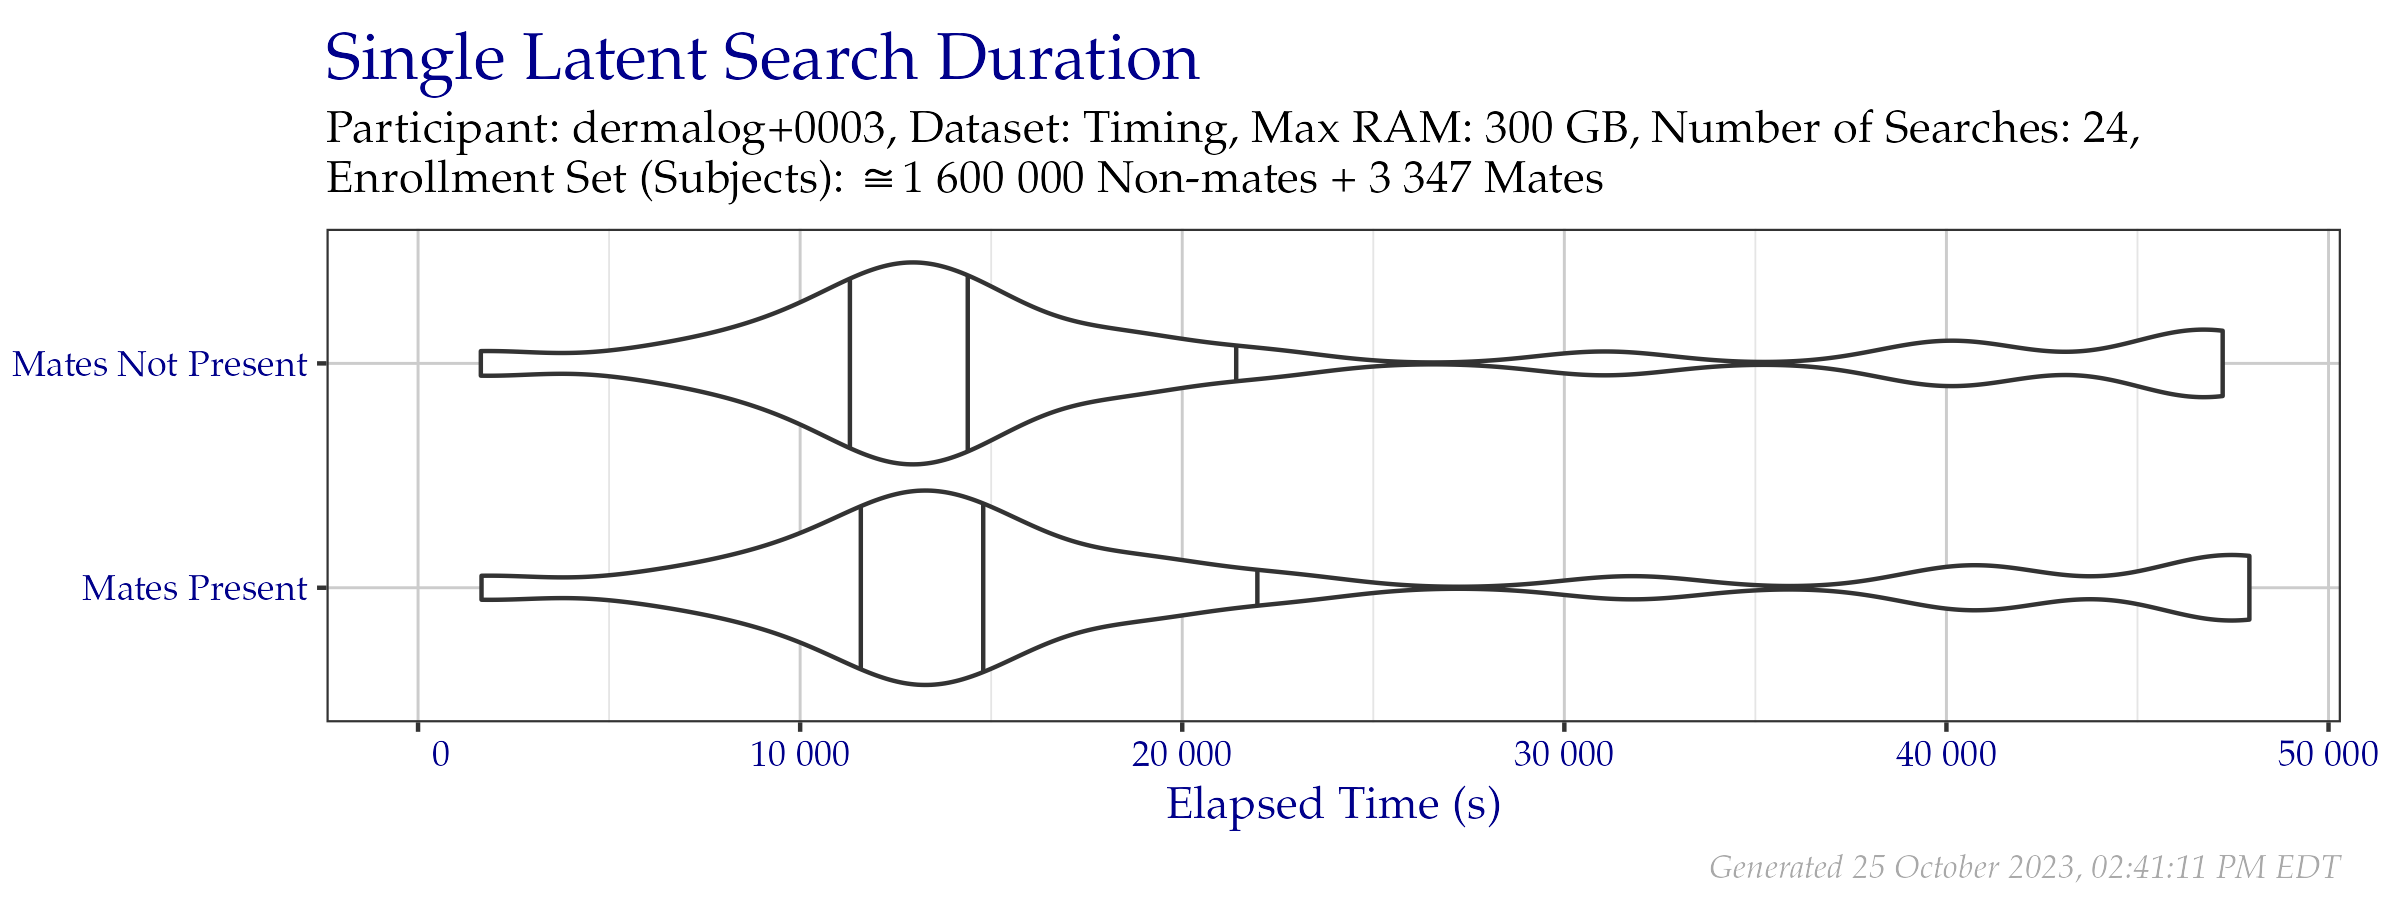 Single Latent Search Duration
Participant: dermalog+0003, Dataset: Timing, Max RAM: 300 GB, Number of Searches: 24,
Enrollment Set (Subjects): ≅ 1 600 000 Non-mates + 3 347 Mates
Mates Not Present
Mates Present
0 10 000 20 000 30 000 40 000 50 000
Elapsed Time (s)
Generated 25 October 2023, 02:41:11 PM EDT